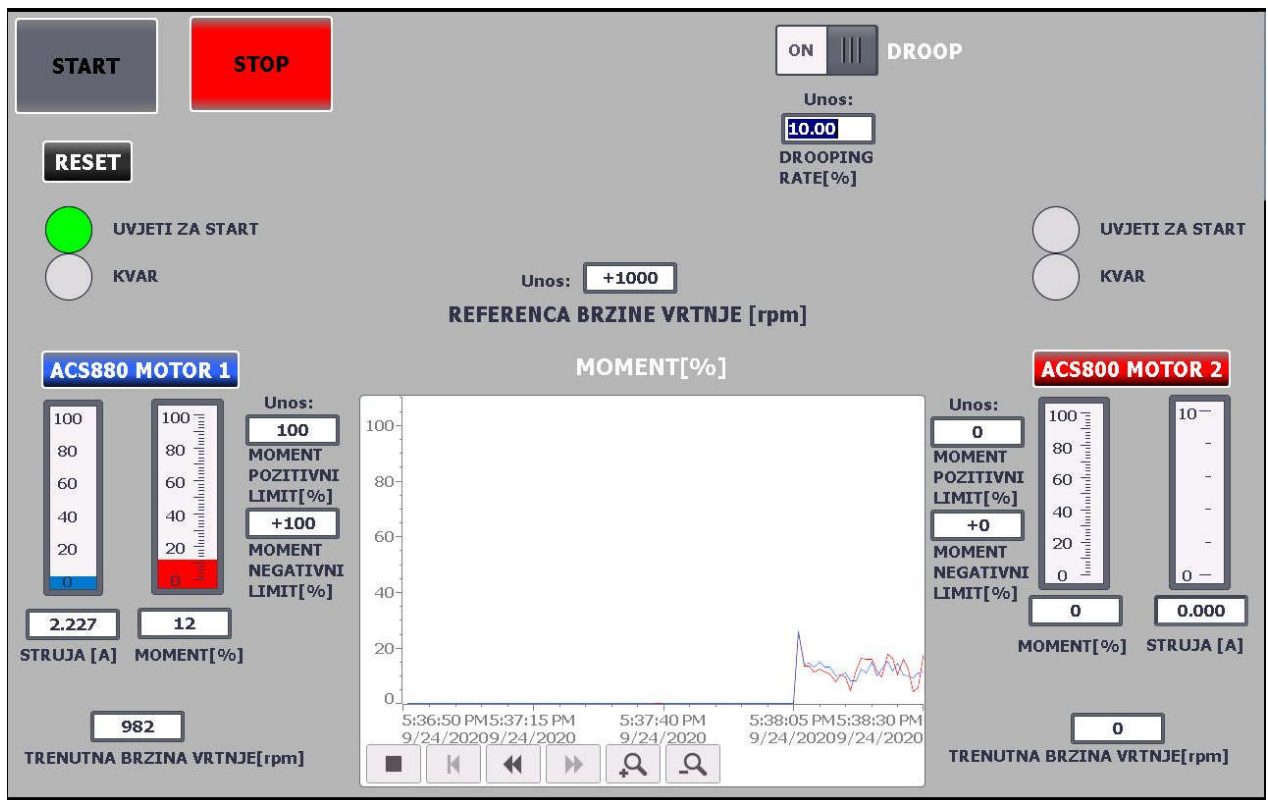 START
STOP
ON
DROOP
Unos:
10.00
DROOPING
RATE[%]
RESET
UVJETI ZA START
KVAR
UVJETI ZA START
KVAR
Unos: +1000
REFERENCA BRZINE VRTNJE [rpm]
ACS880 MOTOR 1
100
80
60
40
20
0
2.227
STRUJA [A]
100
80
60
40
20
0
12
MOMENT[%]
Unos:
100
MOMENT
POZITIVNI
LIMIT[%]
+100
MOMENT
NEGATIVNI
LIMIT[%]
982
TRENUTNA BRZINA VRTNJE[rpm]
MOMENT[%]
100
80
60
40
20
0
5:36:50 PM 5:37:15 PM 5:37:40 PM 5:38:05 PM 5:38:30 PM
9/24/2020 9/24/2020 9/24/2020 9/24/2020 9/24/2020
ACS800 MOTOR 2
Unos:
0
MOMENT
POZITIVNI
LIMIT[%]
+0
MOMENT
NEGATIVNI
LIMIT[%]
100
80
60
40
20
0
0
MOMENT[%]
10
0
0.000
STRUJA [A]
0
TRENUTNA BRZINA VRTNJE[rpm]